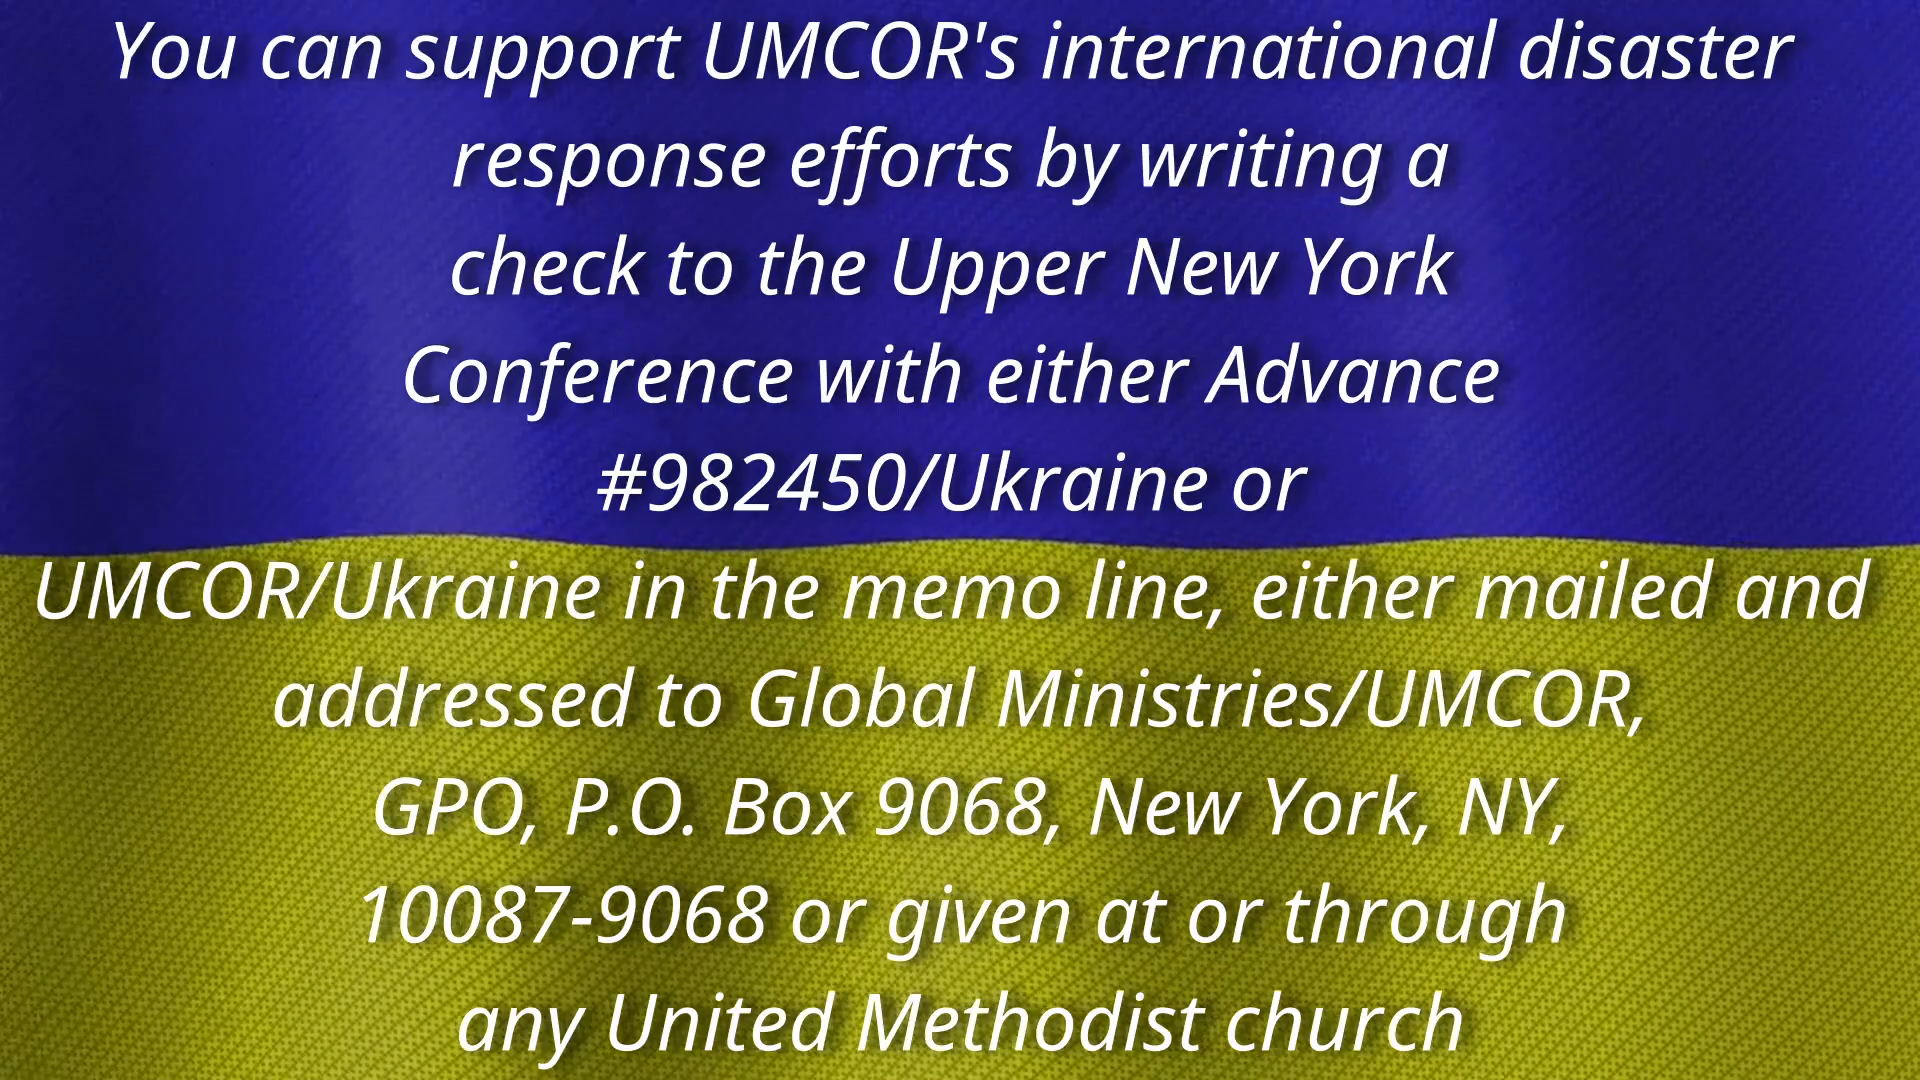 You can support UMCOR's international disaster
response efforts by writing a
check to the Upper New York
Conference with either Advance
#982450/Ukraine or
UMCOR/Ukraine in the memo line, either mailed and
addressed to Global Ministries/UMCOR,
GPO, P.O. Box 9068, New York, NY,
10087-9068 or given at or through
any United Methodist church